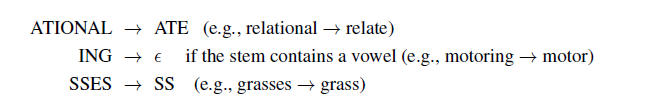 ATIONAL → ATE (e.g., relational → relate)
ING → ϵ if the stem contains a vowel (e.g., motoring → motor)
SSES → SS (e.g., grasses → grass)